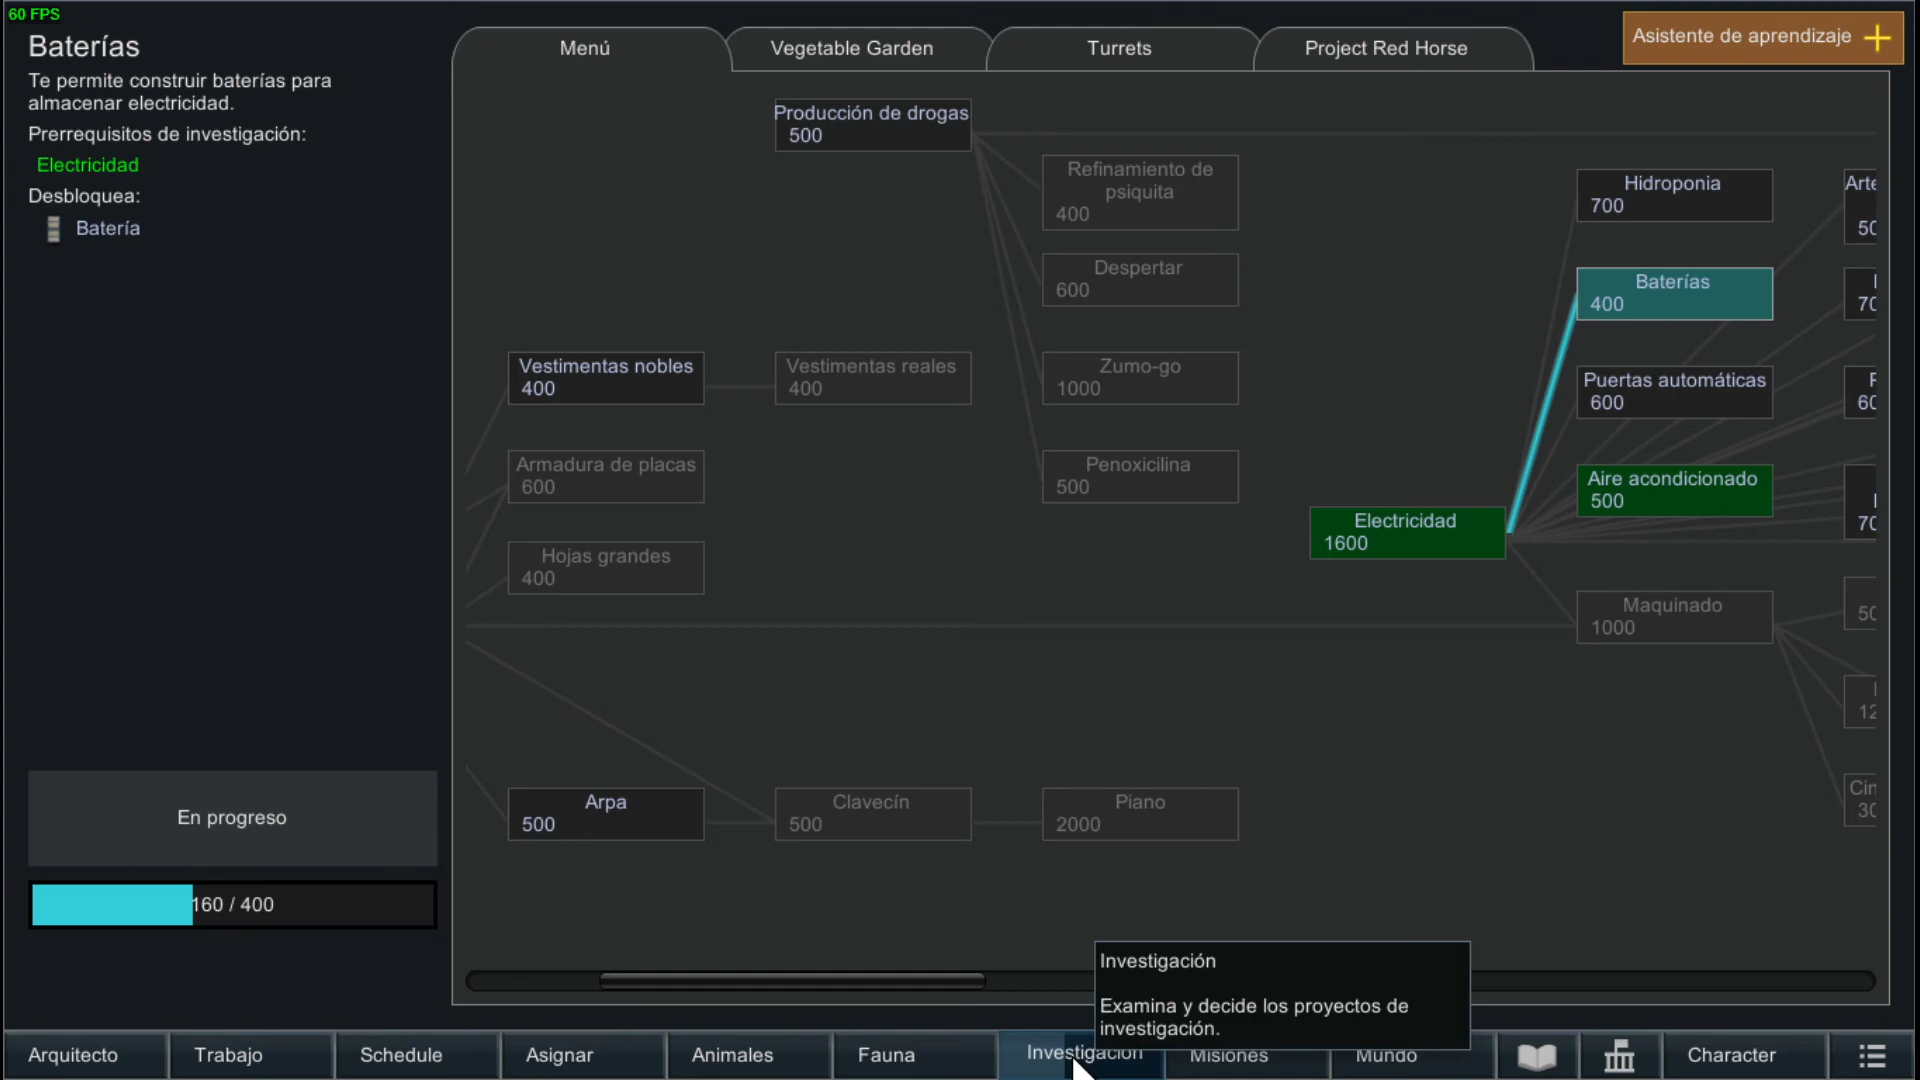 60 FPS
Baterías
Te permite construir baterías para
almacenar electricidad.
Prerrequisitos de investigación:
Electricidad
Desbloquea:
Batería
En progreso
160 / 400
Menú
Vegetable Garden
Turrets
Project Red Horse
Asistente de aprendizaje
Producción de drogas
500
Refinamiento de
psiquita
400
Despertar
600
Vestimentas nobles
400
Vestimentas reales
400
Zumo-go
1000
Armadura de placas
600
Penoxicilina
500
Hojas grandes
400
Electricidad
1600
Hidroponia
700
Baterías
400
Puertas automáticas
600
Aire acondicionado
500
Maquinado
1000
Arpa
500
Clavecín
500
Piano
2000
Investigación
Examina y decide los proyectos de
investigación.
Arquitecto
Trabajo
Schedule
Asignar
Animales
Fauna
Investigación
Misiones
Mundo
Character